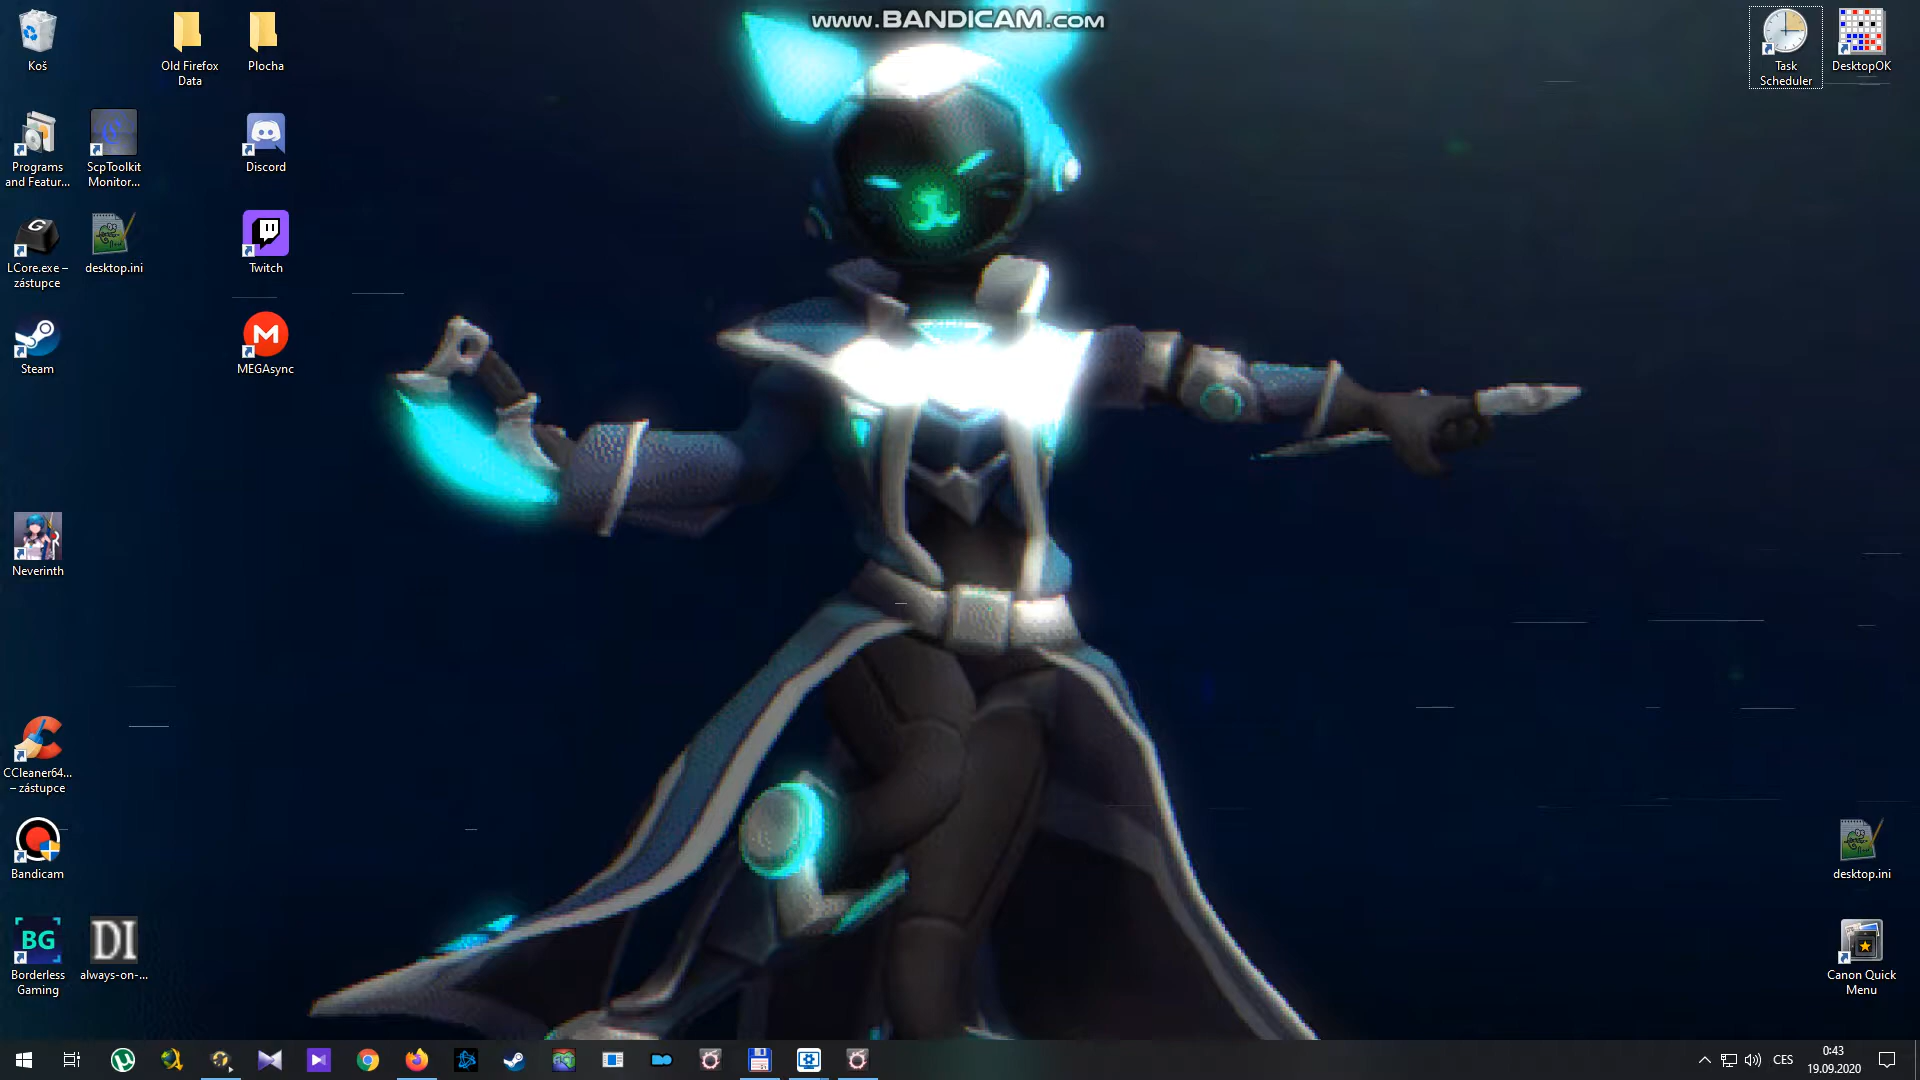 www.BANDICAM.com
Koš
Old Firefox
Data
Plocha
Task
Scheduler
DesktopOK
Programs
and Featur...
ScpToolkit
Monitor...
Discord
G
LCore.exe –
zástupce
desktop.ini
Twitch
Steam
M
MEGAsync
Neverinth
CCleaner64...
– zástupce
Bandicam
desktop.ini
BG
Borderless
Gaming
DI
always-on-...
Canon Quick
Menu
CES
0:43
19.09.2020